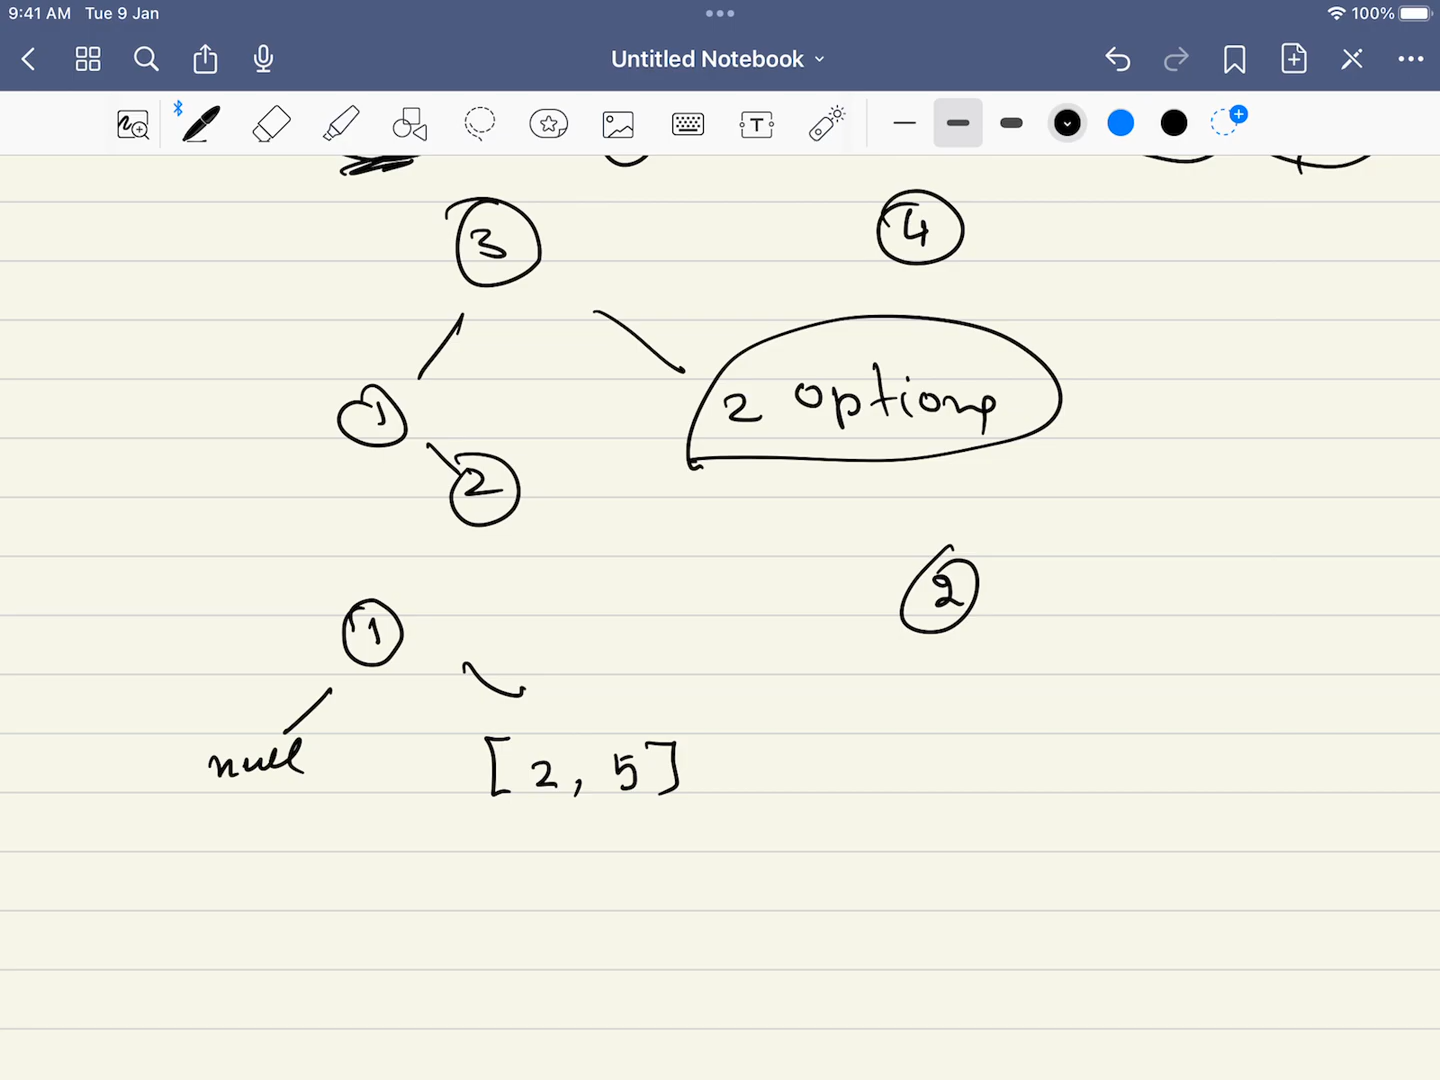 9:41 AM Tue 9 Jan
100%
Untitled Notebook
T
3
4
1
2 options
2
2
1
null
[2, 5]